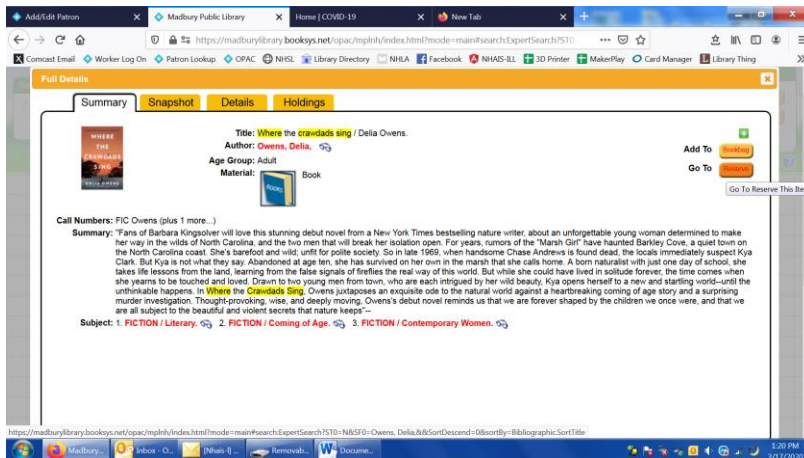 Add/Edit Patron
Madbury Public Library
Home | COVID-19
New Tab
https://madburylibrary.booksys.net/opac/mplnh/index.html?mode=main#search:ExpertSearch?ST0
Comcast Email Worker Log On Patron Lookup OPAC NHSL Library Directory NHLA Facebook NHAIS-ILL 3D Printer MakerPlay Card Manager Library Thing
Full Details
Summary Snapshot Details Holdings
WHERE
THE
CRAWDADS
SING
DELIA OWENS
Title: Where the crawdads sing / Delia Owens.
Author: Owens, Delia,
Age Group: Adult
Material: Book
BOOKS
Add To Bookbag
Go To Reserve
Go To Reserve This Ite
Call Numbers: FIC Owens (plus 1 more...)
Summary: "Fans of Barbara Kingsolver will love this stunning debut novel from a New York Times bestselling nature writer, about an unforgettable young woman determined to make
her way in the wilds of North Carolina, and the two men that will break her isolation open. For years, rumors of the "Marsh Girl" have haunted Barkley Cove, a quiet town on
the North Carolina coast. She's barefoot and wild; unfit for polite society. So in late 1969, when handsome Chase Andrews is found dead, the locals immediately suspect Kya
Clark. But Kya is not what they say. Abandoned at age ten, she has survived on her own in the marsh that she calls home. A born naturalist with just one day of school, she
takes life lessons from the land, learning from the false signals of fireflies the real way of this world. But while she could have lived in solitude forever, the time comes when
she yearns to be touched and loved. Drawn to two young men from town, who are each intrigued by her wild beauty, Kya opens herself to a new and startling world--until the
unthinkable happens. In Where the Crawdads Sing, Owens juxtaposes an exquisite ode to the natural world against a heartbreaking coming of age story and a surprising
murder investigation. Thought-provoking, wise, and deeply moving, Owens's debut novel reminds us that we are forever shaped by the children we once were, and that we
are all subject to the beautiful and violent secrets that nature keeps"--
Subject: 1. FICTION / Literary. 2. FICTION / Coming of Age. 3. FICTION / Contemporary Women.
https://madburylibrary.booksys.net/opac/mplnh/index.html?mode=main#search:ExpertSearch?ST0=N&SF0=Owens, Delia,&&SortDescend=0&sortBy=Bibliographic.SortTitle
Madbury... Inbox - O... [Nhais-l] ... Removab... Docume...
1:20 PM
3/17/2020